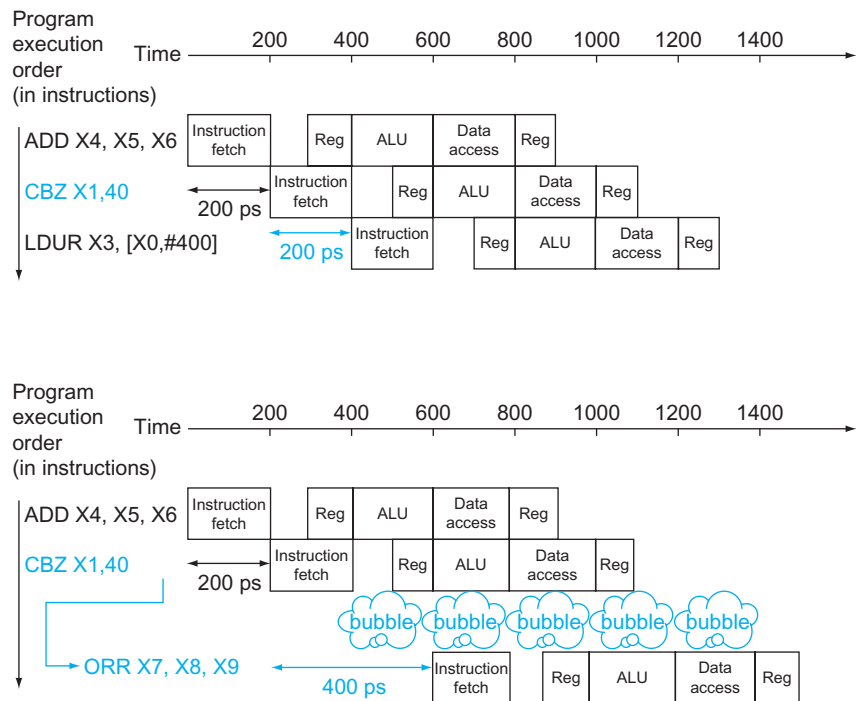 Program
execution
order
(in instructions)
Time
200 400 600 800 1000 1200 1400
ADD X4, X5, X6
Instruction
fetch
Reg
ALU
Data
access
Reg
CBZ X1,40
200 ps
Instruction
fetch
Reg
ALU
Data
access
Reg
LDUR X3, [X0,#400]
200 ps
Instruction
fetch
Reg
ALU
Data
access
Reg
Program
execution
order
(in instructions)
Time
200 400 600 800 1000 1200 1400
ADD X4, X5, X6
Instruction
fetch
Reg
ALU
Data
access
Reg
CBZ X1,40
200 ps
Instruction
fetch
Reg
ALU
Data
access
Reg
bubble bubble bubble bubble bubble
ORR X7, X8, X9
400 ps
Instruction
fetch
Reg
ALU
Data
access
Reg